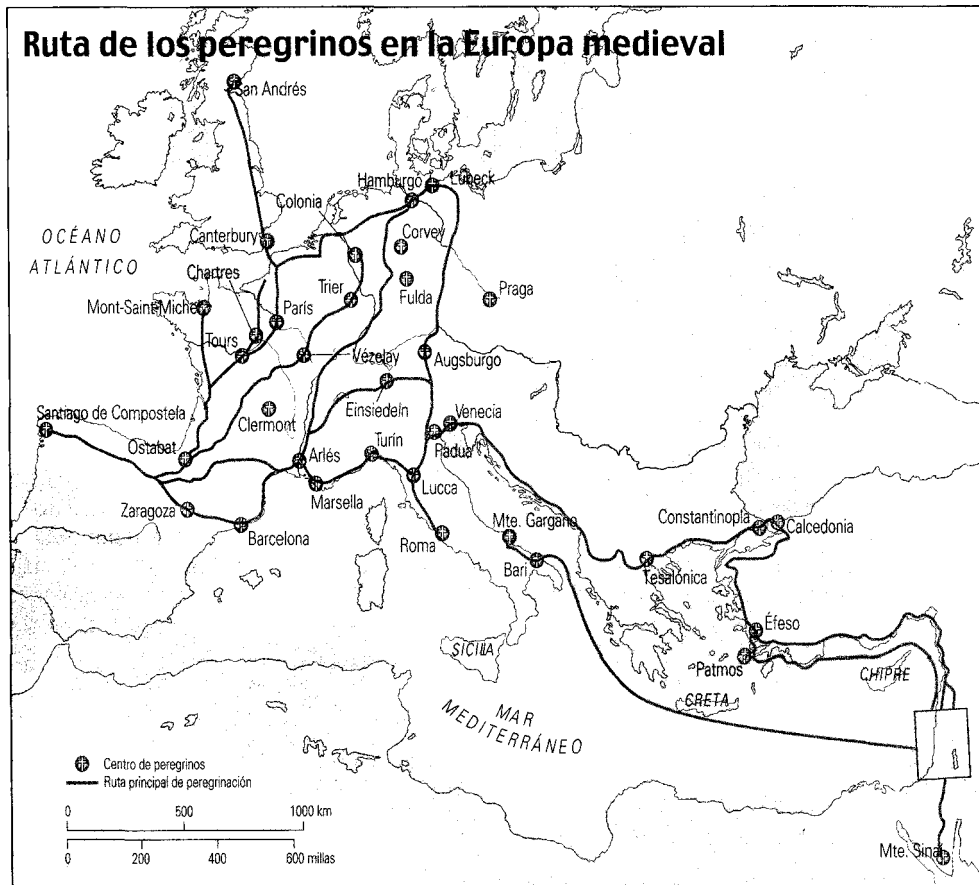 Ruta de los peregrinos en la Europa medieval
San Andrés
Hamburgo
Lübeck
Colonia
Canterbury
Corvey
OCÉANO
ATLÁNTICO
Chartres
Trier
Fulda
Praga
Mont-Saint-Michel
París
Tours
Vézelay
Augsburgo
Santiago de Compostela
Clermont
Einsiedeln
Venecia
Ostabat
Turín
Padua
Arlés
Lucca
Zaragoza
Marsella
Mte. Gargano
Constantinopla
Calcedonia
Barcelona
Roma
Bari
Tesalónica
Éfeso
SICILIA
Patmos
CHIPRE
CRETA
MAR
MEDITERRÁNEO
Centro de peregrinos
Ruta principal de peregrinación
0 500 1000 km
0 200 400 600 millas
Mte. Sinaí